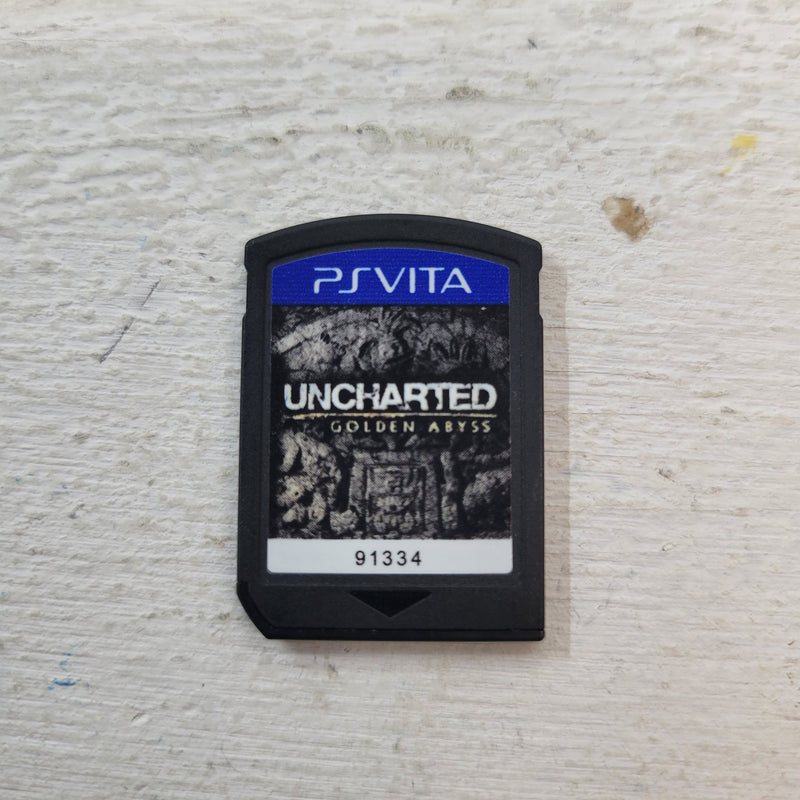 PSVITA
UNCHARTED
GOLDEN ABYSS
91334